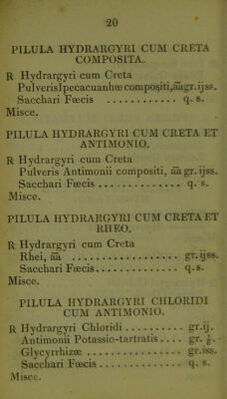 20
PILULA HYDRARGYRI CUM CRETA
COMPOSITA.
R Hydrargyri cum Creta
Pulveris Ipecacuanhæ compositi, āā gr. ijss.
Sacchari Fæcis ............ q. s.
Misce.
PILULA HYDRARGYRI CUM CRETA ET
ANTIMONIO.
R Hydrargyri cum Creta
Pulveris Antimonii compositi, āā gr. ijss.
Sacchari Fæcis ............... q. s.
Misce.
PILULA HYDRARGYRI CUM CRETA ET
RHEO.
R Hydrargyri cum Creta
Rhei, āā ................. gr. ijss.
Sacchari Fæcis............... q. s.
Misce.
PILULA HYDRARGYRI CHLORIDI
CUM ANTIMONIO.
R Hydrargyri Chloridi .......... gr. ij.
Antimonii Potassio-tartratis .... gr.
Glycyrrhizæ ................ gr. iss.
Sacchari Fæcis ............... q. s.
Misce.